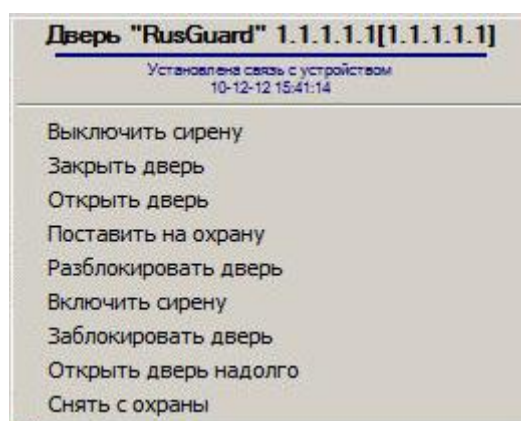 Дверь "RusGuard" 1.1.1.1.1[1.1.1.1.1]
Установлена связь с устройством
10-12-12 15:41:14
Выключить сирену
Закрыть дверь
Открыть дверь
Поставить на охрану
Разблокировать дверь
Включить сирену
Заблокировать дверь
Открыть дверь надолго
Снять с охраны